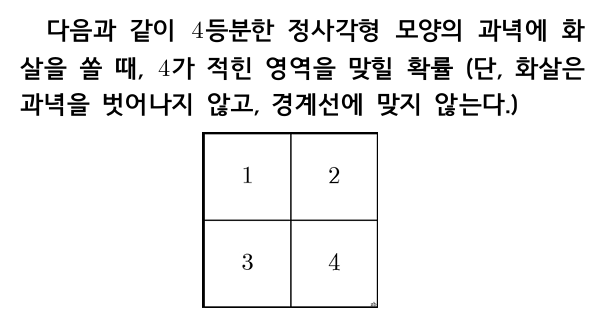 다음과 같이 4등분한 정사각형 모양의 과녁에 화
살을 쏠 때, 4가 적힌 영역을 맞힐 확률 (단, 화살은
과녁을 벗어나지 않고, 경계선에 맞지 않는다.)
1 2
3 4